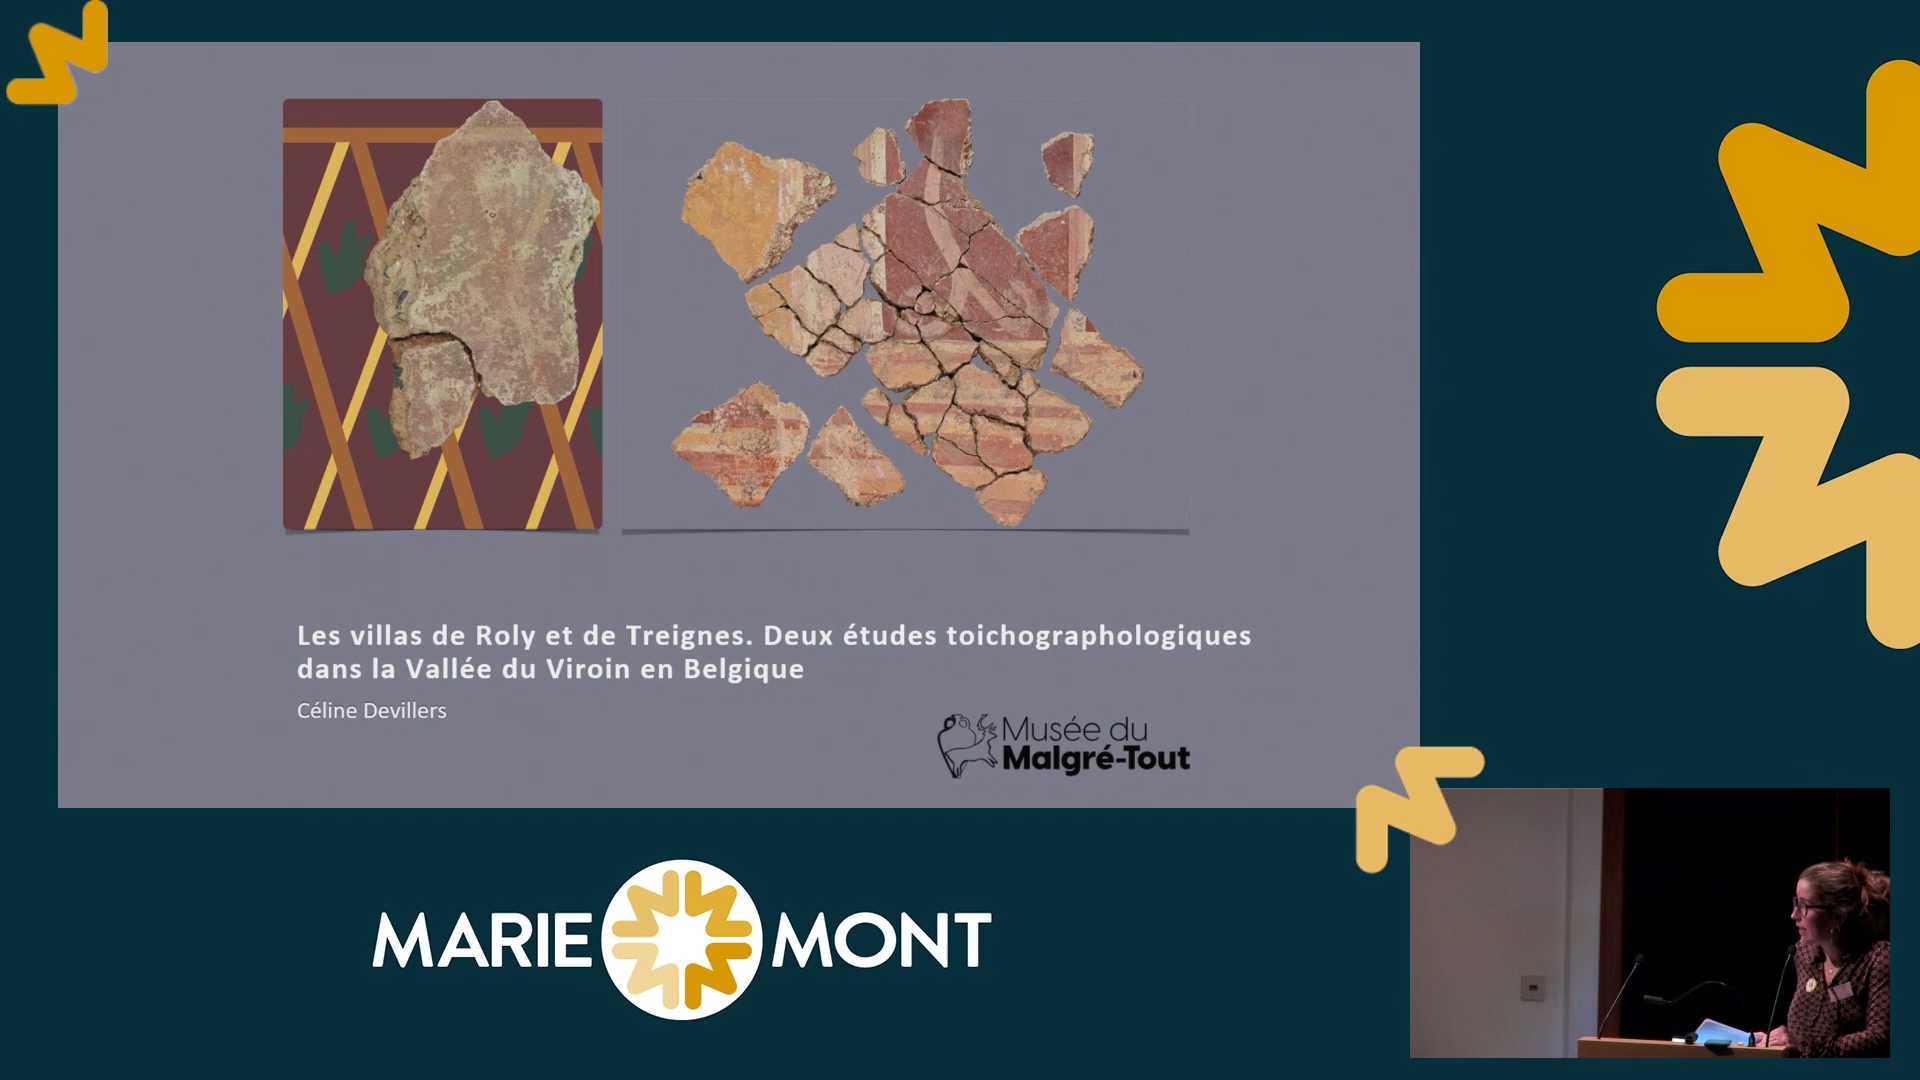 Les villas de Roly et de Treignes. Deux études toichographologiques
dans la Vallée du Viroin en Belgique
Céline Devillers
Musée du
Malgré-Tout
MARIE MONT